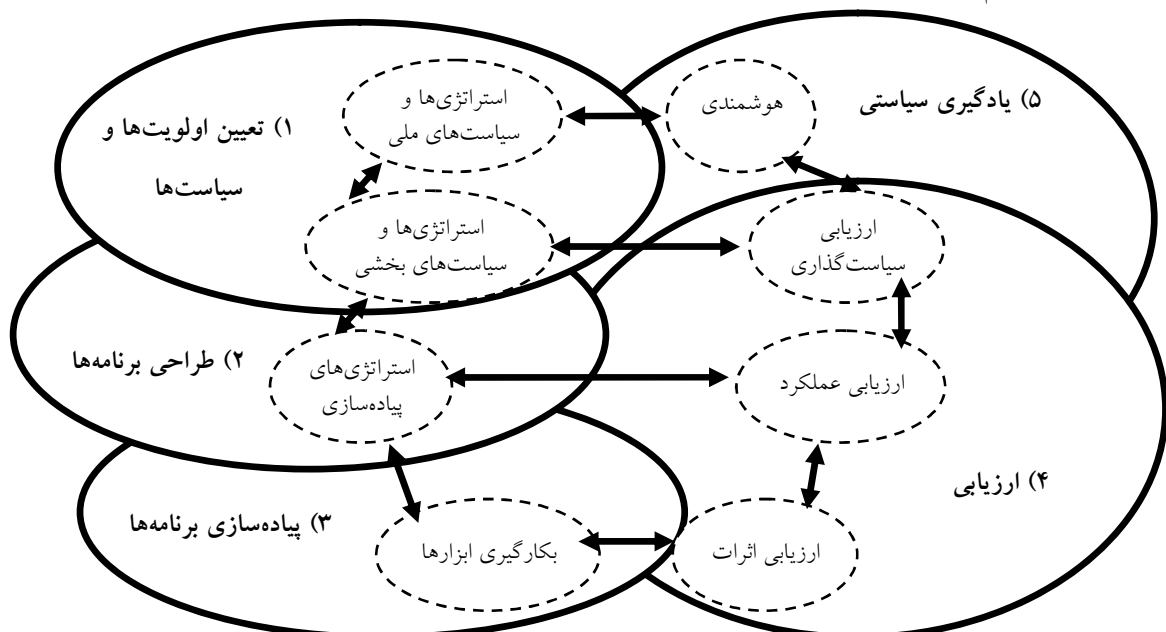 ۱) تعیین اولویت‌ها و
سیاست‌ها
استراتژی‌ها و
سیاست‌های ملی
استراتژی‌ها و
سیاست‌های بخشی
۲) طراحی برنامه‌ها
استراتژی‌های
پیاده‌سازی
۳) پیاده‌سازی برنامه‌ها
بکارگیری ابزارها
۴) ارزیابی
ارزیابی اثرات
ارزیابی عملکرد
ارزیابی
سیاست‌گذاری
۵) یادگیری سیاستی
هوشمندی